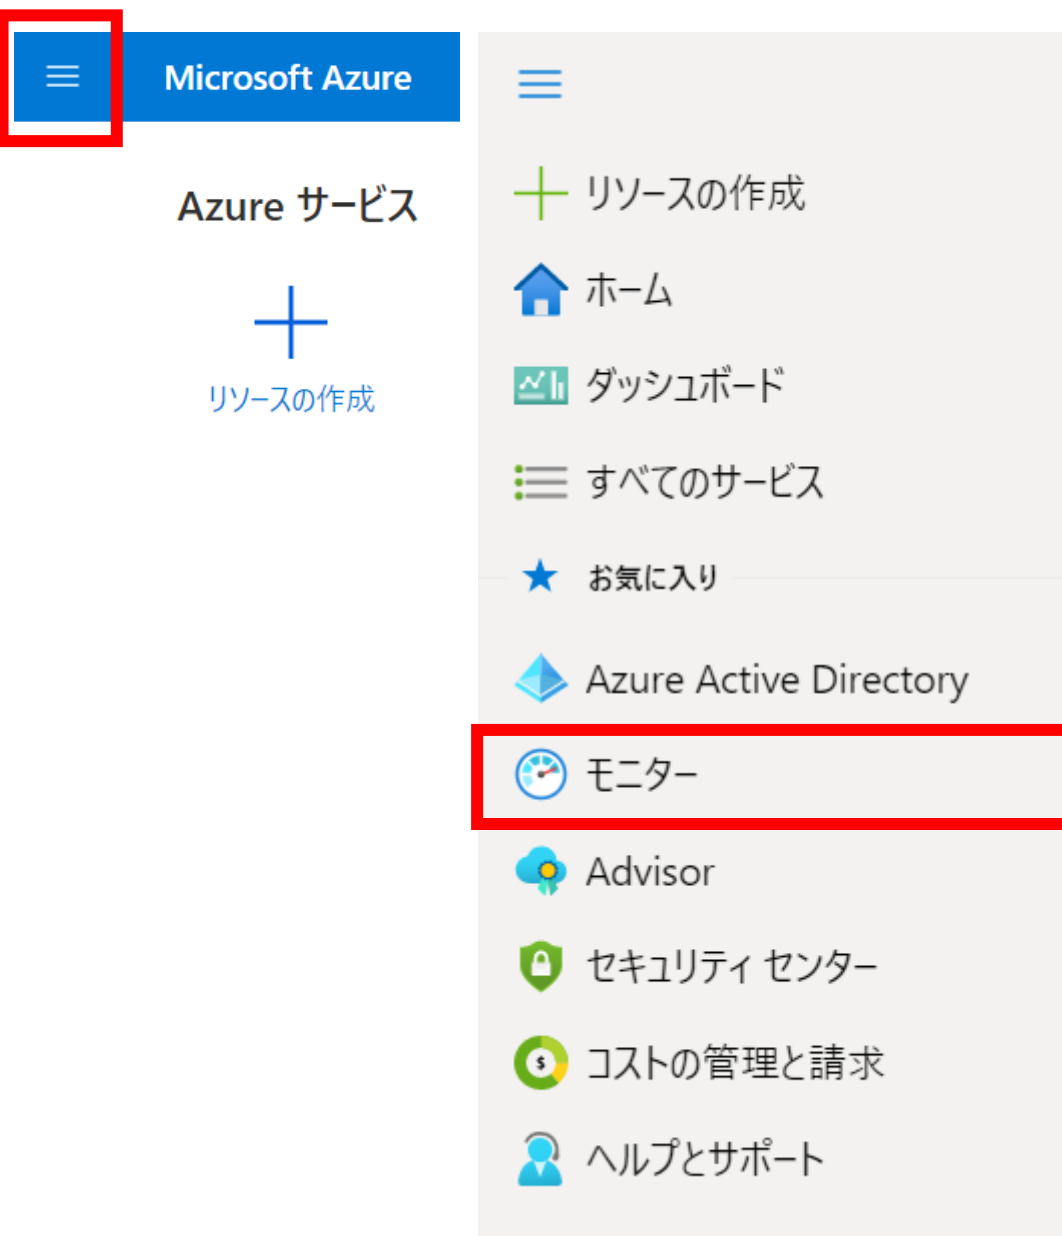 Microsoft Azure
Azure サービス
リソースの作成
リソースの作成
ホーム
ダッシュボード
すべてのサービス
お気に入り
Azure Active Directory
モニター
Advisor
セキュリティ センター
コストの管理と請求
$
ヘルプとサポート